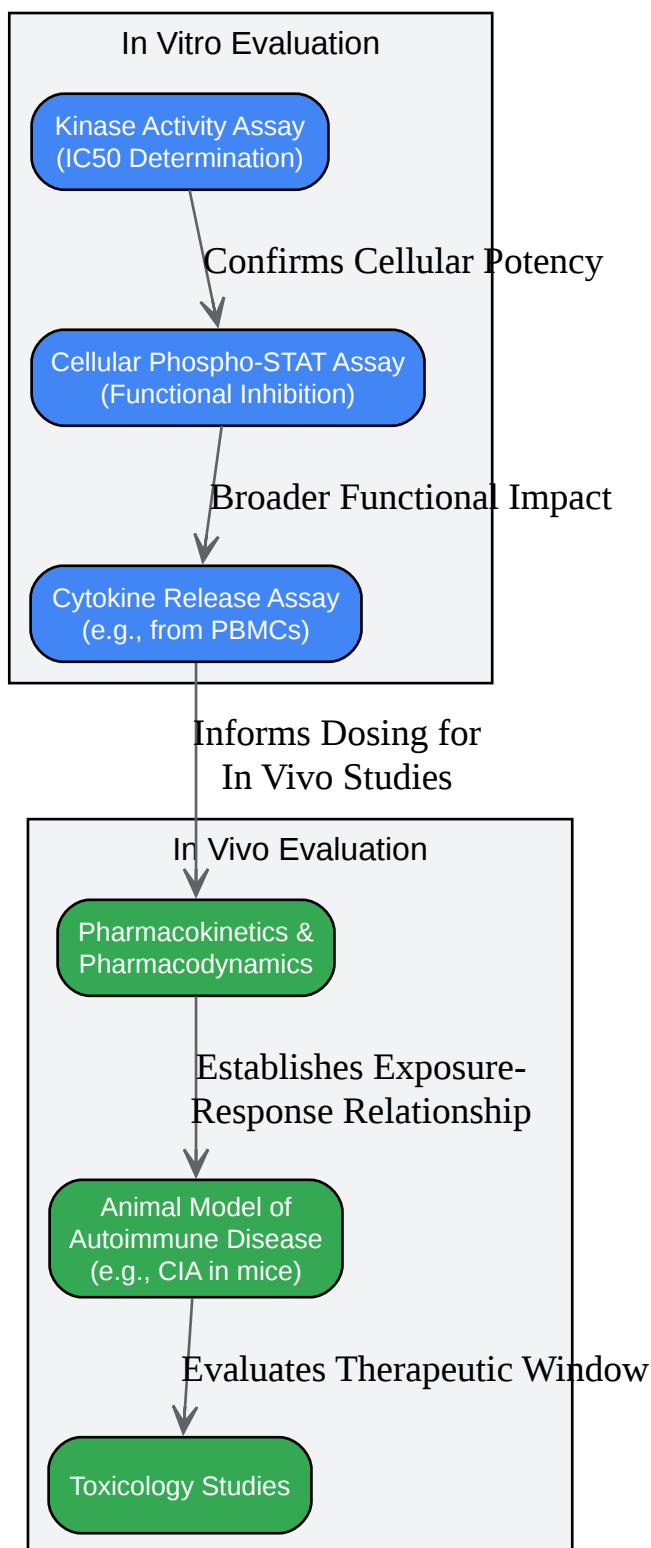 In Vitro Evaluation
Kinase Activity Assay
(IC50 Determination)
Confirms Cellular Potency
Cellular Phospho-STAT Assay
(Functional Inhibition)
Broader Functional Impact
Cytokine Release Assay
(e.g., from PBMCs)
Informs Dosing for
In Vivo Studies
In Vivo Evaluation
Pharmacokinetics &
Pharmacodynamics
Establishes Exposure-
Response Relationship
Animal Model of
Autoimmune Disease
(e.g., CIA in mice)
Evaluates Therapeutic Window
Toxicology Studies